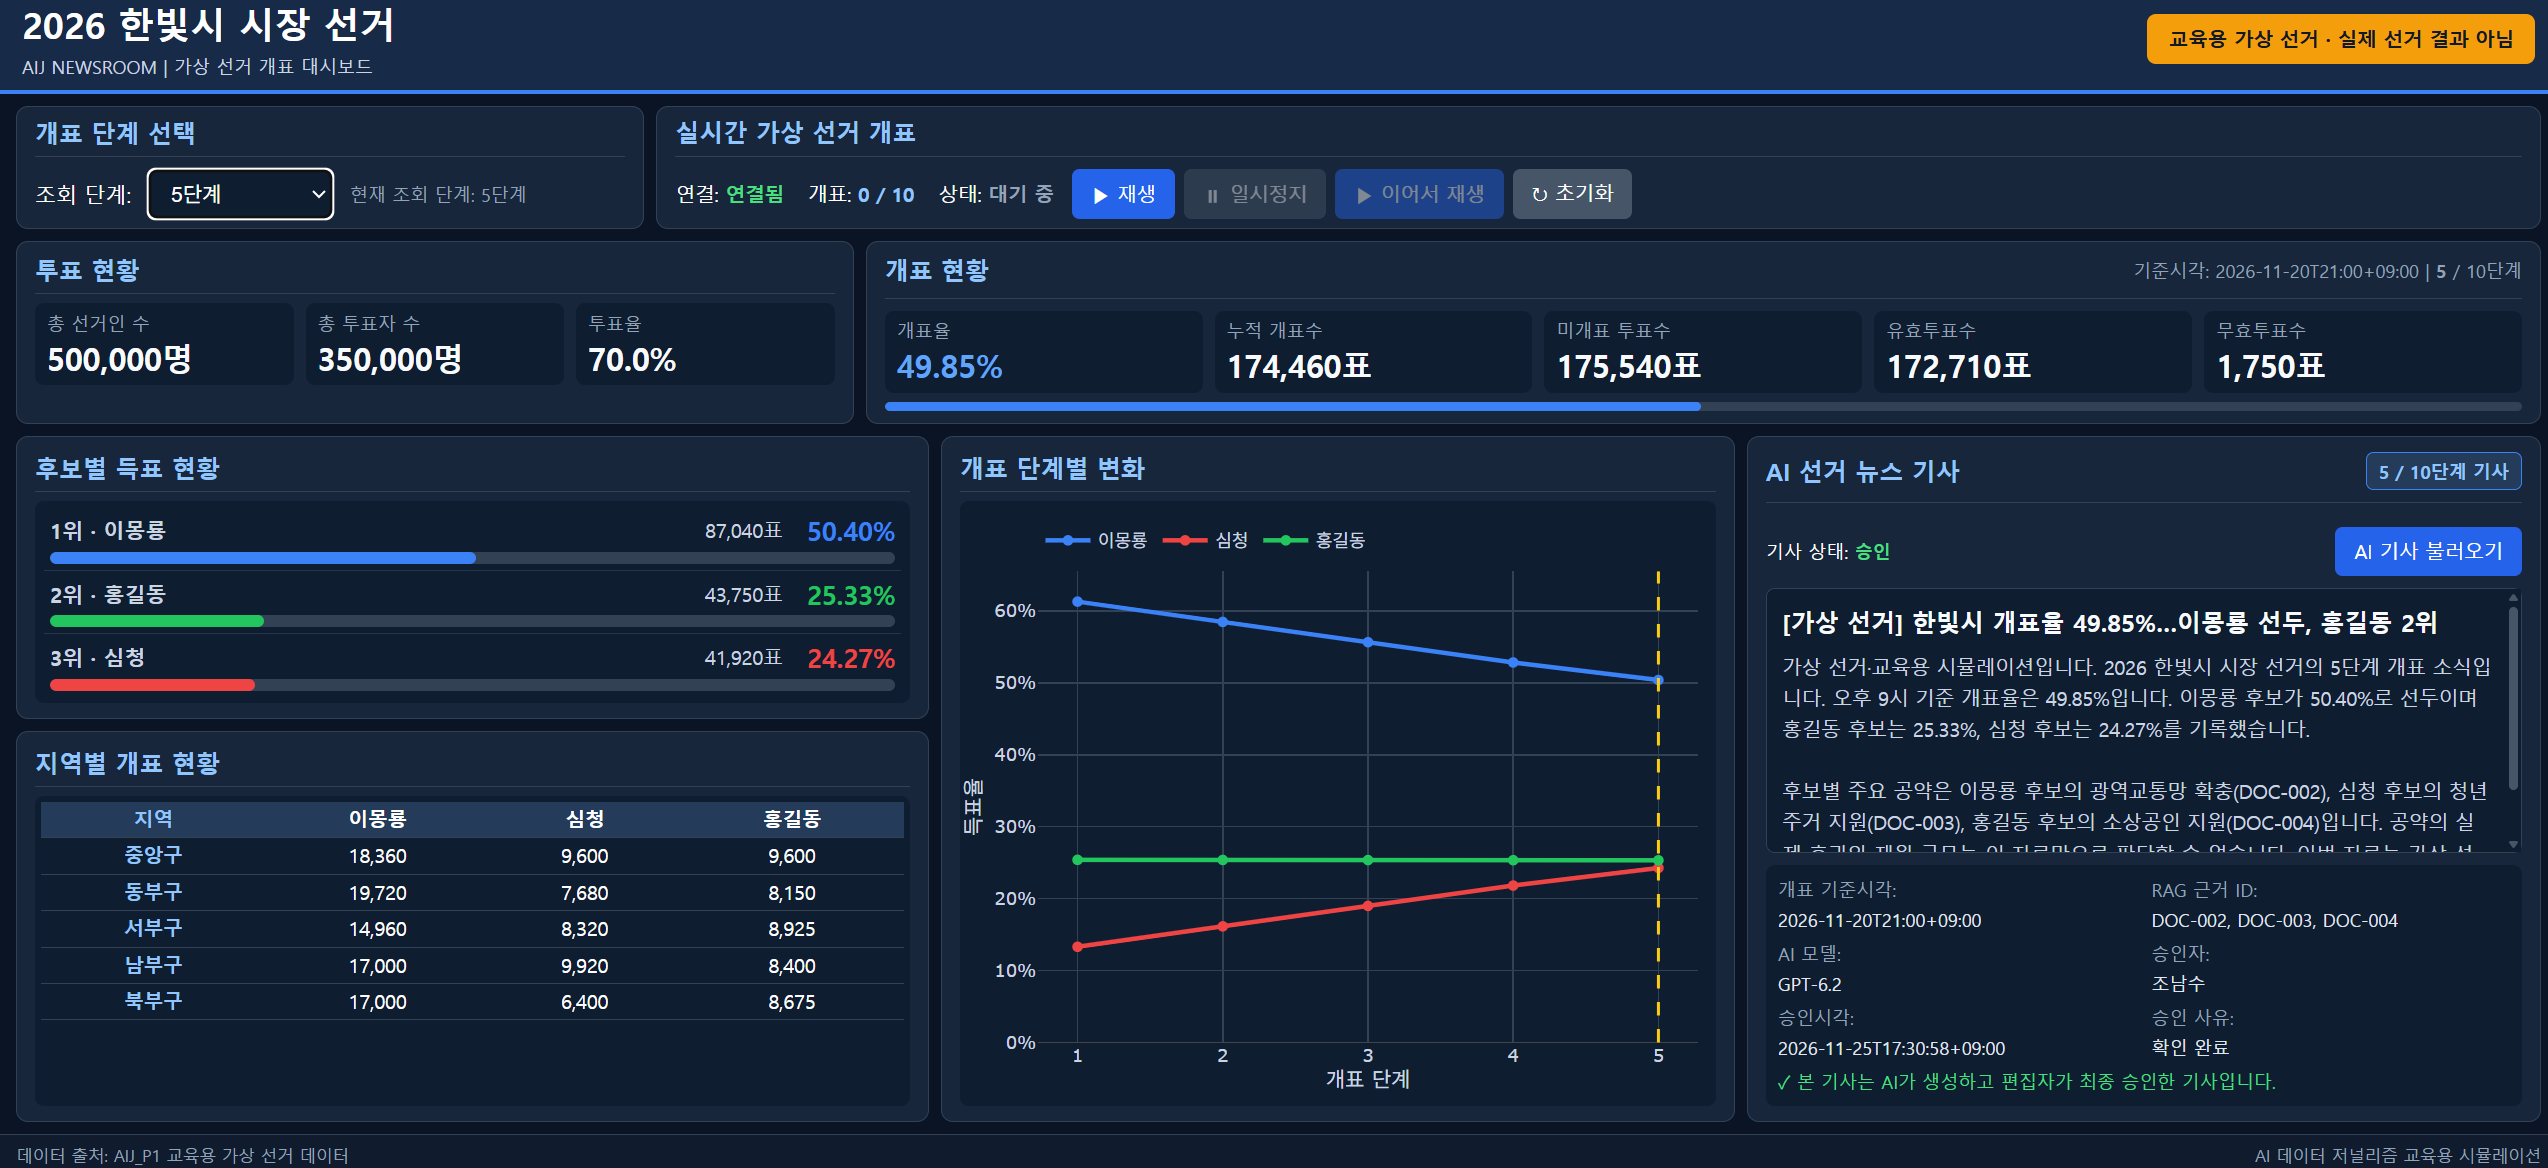 2026 한빛시 시장 선거
AIJ NEWSROOM | 가상 선거 개표 대시보드
교육용 가상 선거 · 실제 선거 결과 아님
개표 단계 선택
조회 단계: 5단계 현재 조회 단계: 5단계
실시간 가상 선거 개표
연결: 연결됨 개표: 0 / 10 상태: 대기 중 ▶ 재생 ⏸ 일시정지 ▶ 이어서 재생 ↻ 초기화
투표 현황
총 선거인 수
500,000명
총 투표자 수
350,000명
투표율
70.0%
개표 현황
기준시각: 2026-11-20T21:00+09:00 | 5 / 10단계
개표율
49.85%
누적 개표수
174,460표
미개표 투표수
175,540표
유효투표수
172,710표
무효투표수
1,750표
후보별 득표 현황
1위 · 이몽룡 87,040표 50.40%
2위 · 홍길동 43,750표 25.33%
3위 · 심청 41,920표 24.27%
지역별 개표 현황
지역 이몽룡 심청 홍길동
중앙구 18,360 9,600 9,600
동부구 19,720 7,680 8,150
서부구 14,960 8,320 8,925
남부구 17,000 9,920 8,400
북부구 17,000 6,400 8,675
개표 단계별 변화
이몽룡 심청 홍길동
60%
50%
40%
30%
20%
10%
0%
득표율
1 2 3 4 5
개표 단계
AI 선거 뉴스 기사
5 / 10단계 기사
기사 상태: 승인
AI 기사 불러오기
[가상 선거] 한빛시 개표율 49.85%…이몽룡 선두, 홍길동 2위
가상 선거·교육용 시뮬레이션입니다. 2026 한빛시 시장 선거의 5단계 개표 소식입
니다. 오후 9시 기준 개표율은 49.85%입니다. 이몽룡 후보가 50.40%로 선두이며
홍길동 후보는 25.33%, 심청 후보는 24.27%를 기록했습니다.
후보별 주요 공약은 이몽룡 후보의 광역교통망 확충(DOC-002), 심청 후보의 청년
주거 지원(DOC-003), 홍길동 후보의 소상공인 지원(DOC-004)입니다. 공약의 실
개표 기준시각:
2026-11-20T21:00+09:00
RAG 근거 ID:
DOC-002, DOC-003, DOC-004
AI 모델:
GPT-6.2
승인자:
조남수
승인시각:
2026-11-25T17:30:58+09:00
승인 사유:
확인 완료
✓ 본 기사는 AI가 생성하고 편집자가 최종 승인한 기사입니다.
데이터 출처: AIJ_P1 교육용 가상 선거 데이터
AI 데이터 저널리즘 교육용 시뮬레이션